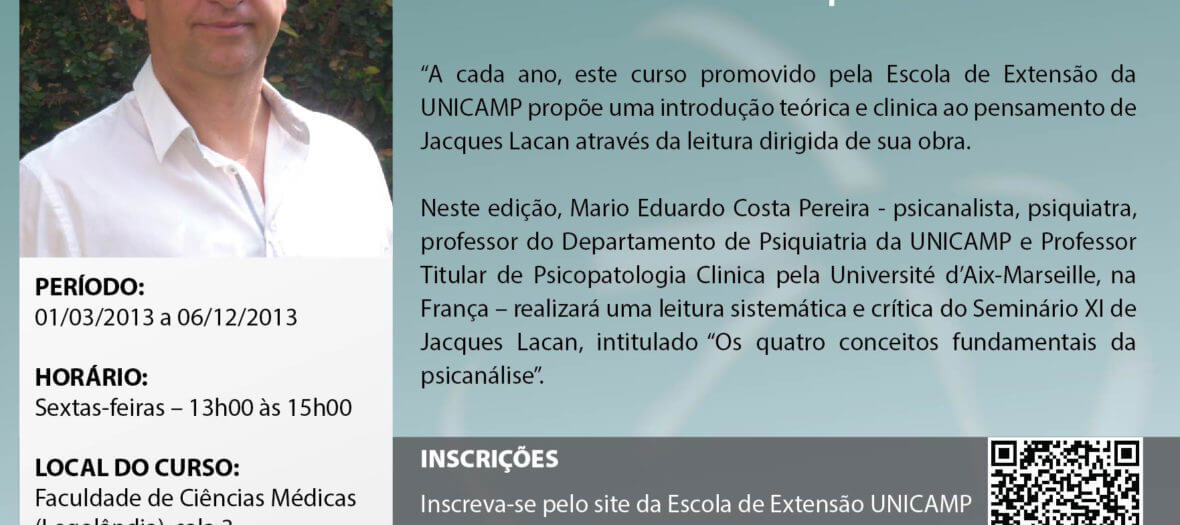 “A cada ano, este curso promovido pela Escola de Extensão da
UNICAMP propõe uma introdução teórica e clinica ao pensamento de
Jacques Lacan através da leitura dirigida de sua obra.
Neste edição, Mario Eduardo Costa Pereira - psicanalista, psiquiatra,
professor do Departamento de Psiquiatria da UNICAMP e Professor
Titular de Psicopatologia Clinica pela Université d’Aix-Marseille, na
França – realizará uma leitura sistemática e crítica do Seminário XI de
Jacques Lacan, intitulado “Os quatro conceitos fundamentais da
psicanálise”.
PERÍODO:
01/03/2013 a 06/12/2013
HORÁRIO:
Sextas-feiras – 13h00 às 15h00
LOCAL DO CURSO:
Faculdade de Ciências Médicas
(Legolândia), sala 2
INSCRIÇÕES
Inscreva-se pelo site da Escola de Extensão UNICAMP